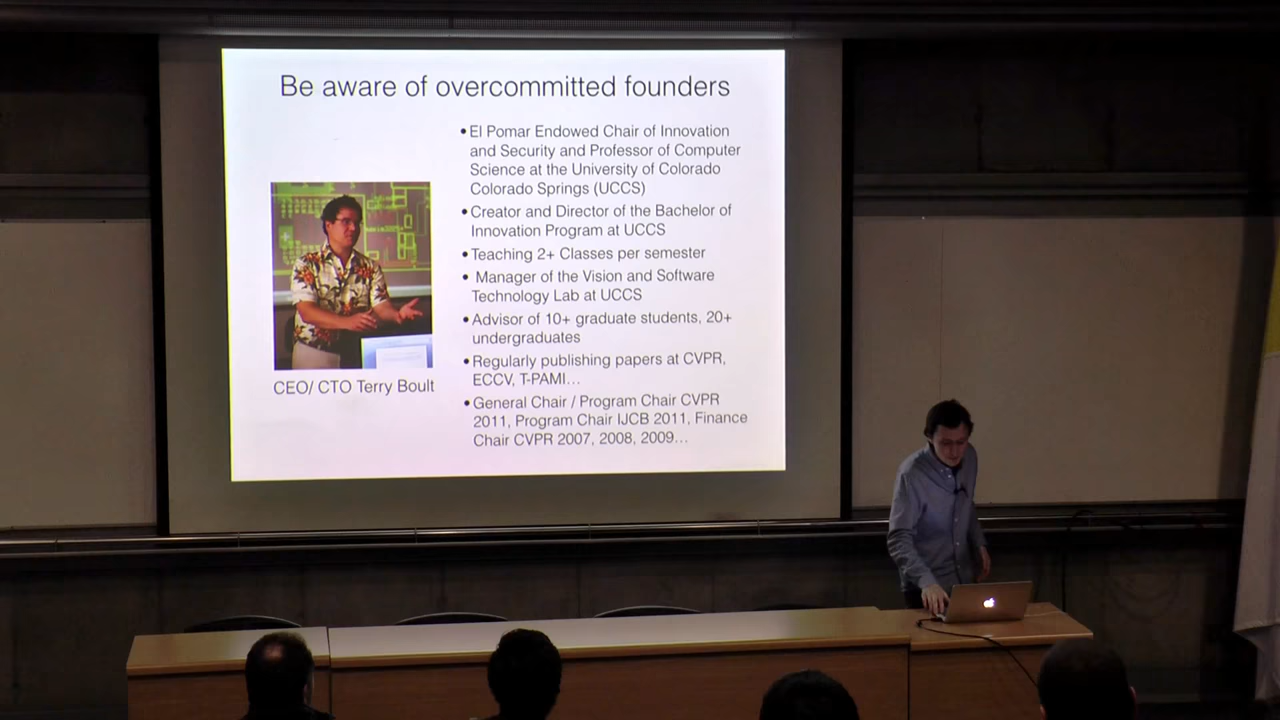 Be aware of overcommitted founders
• El Pomar Endowed Chair of Innovation
and Security and Professor of Computer
Science at the University of Colorado
Colorado Springs (UCCS)
• Creator and Director of the Bachelor of
Innovation Program at UCCS
• Teaching 2+ Classes per semester
• Manager of the Vision and Software
Technology Lab at UCCS
• Advisor of 10+ graduate students, 20+
undergraduates
• Regularly publishing papers at CVPR,
ECCV, T-PAMI…
• General Chair / Program Chair CVPR
2011, Program Chair IJCB 2011, Finance
Chair CVPR 2007, 2008, 2009…
CEO/ CTO Terry Boult